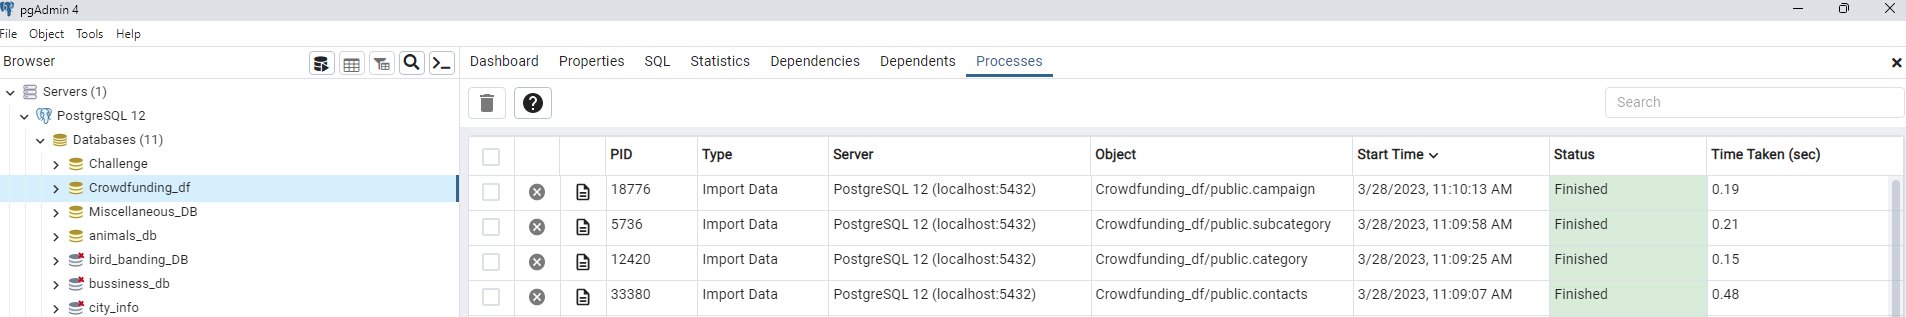 pgAdmin 4
File Object Tools Help
Browser
Dashboard Properties SQL Statistics Dependencies Dependents Processes
Servers (1)
PostgreSQL 12
Databases (11)
Challenge
Crowdfunding_df
Miscellaneous_DB
animals_db
bird_banding_DB
bussiness_db
city_info
Search
PID Type Server Object Start Time Status Time Taken (sec)
18776 Import Data PostgreSQL 12 (localhost:5432) Crowdfunding_df/public.campaign 3/28/2023, 11:10:13 AM Finished 0.19
5736 Import Data PostgreSQL 12 (localhost:5432) Crowdfunding_df/public.subcategory 3/28/2023, 11:09:58 AM Finished 0.21
12420 Import Data PostgreSQL 12 (localhost:5432) Crowdfunding_df/public.category 3/28/2023, 11:09:25 AM Finished 0.15
33380 Import Data PostgreSQL 12 (localhost:5432) Crowdfunding_df/public.contacts 3/28/2023, 11:09:07 AM Finished 0.48